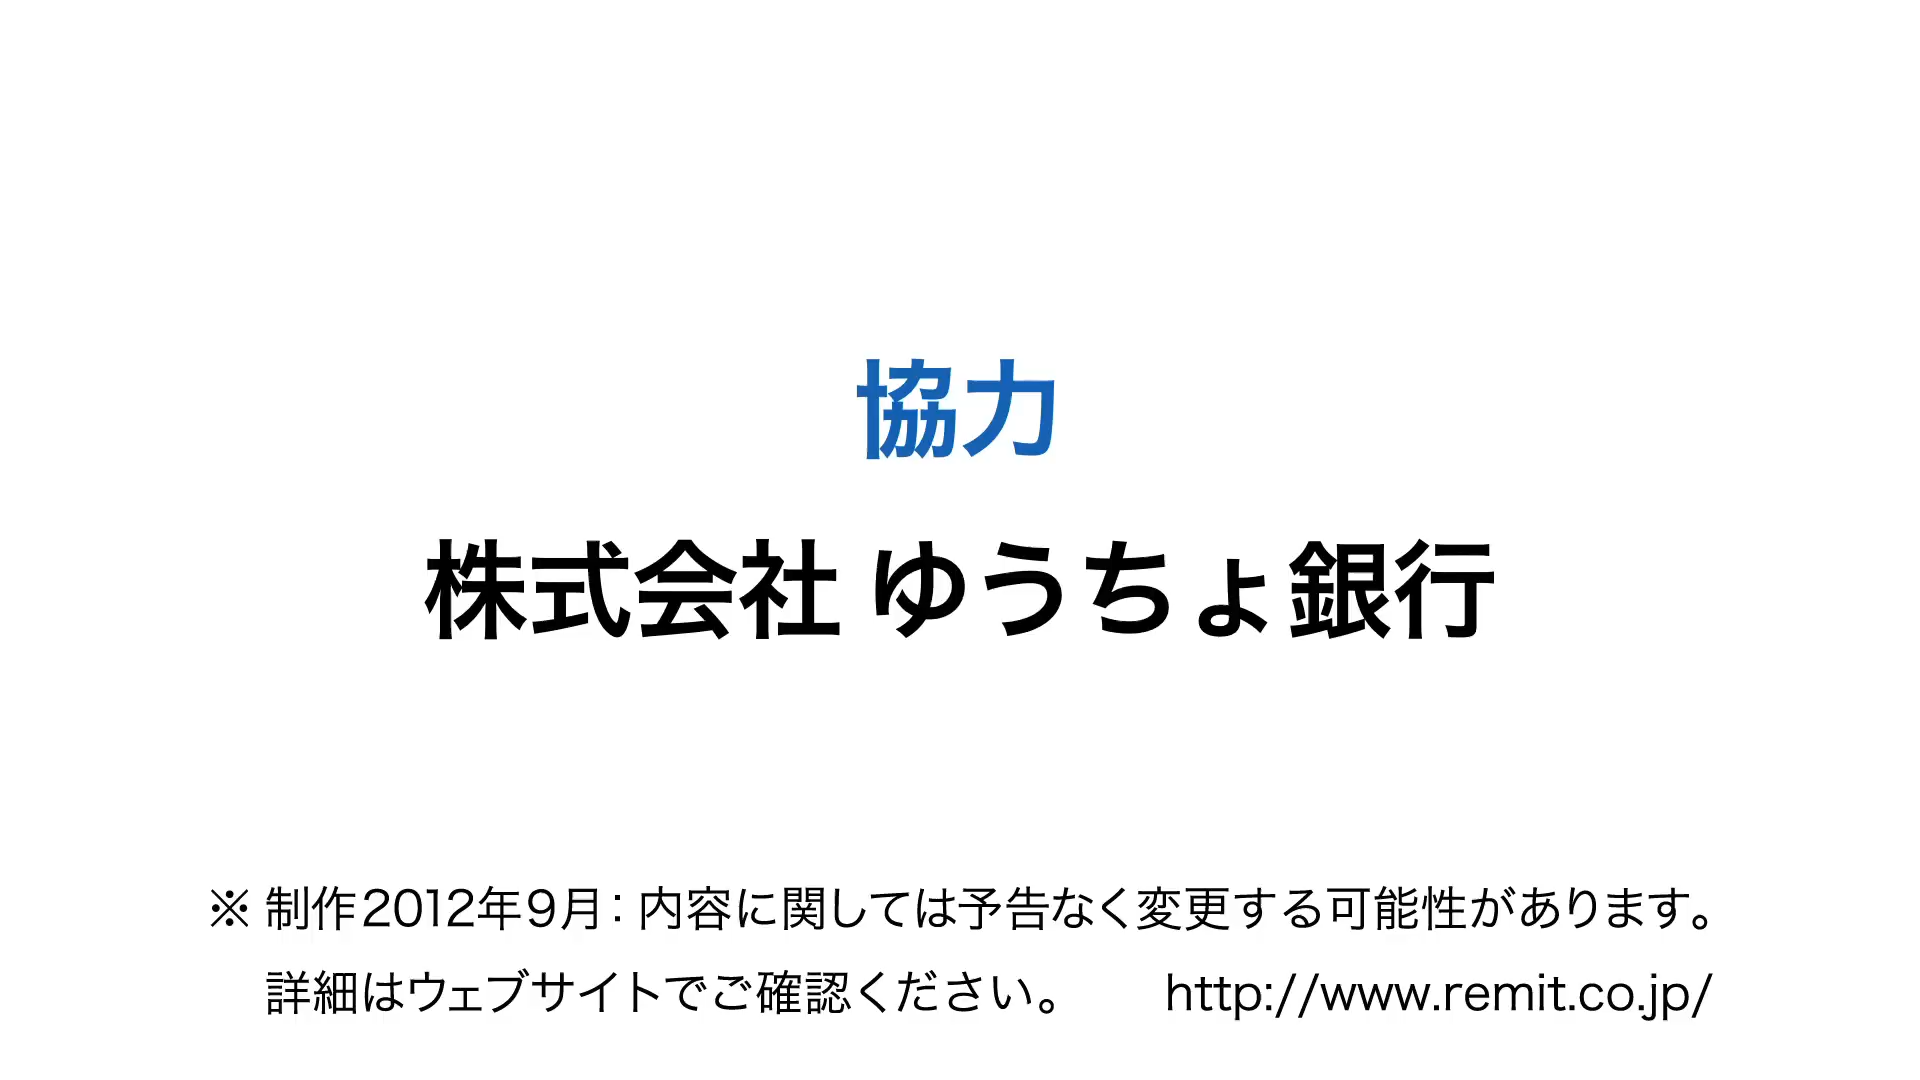 協力
株式会社 ゆうちょ銀行
※ 制作2012年9月：内容に関しては予告なく変更する可能性があります。
詳細はウェブサイトでご確認ください。 http://www.remit.co.jp/